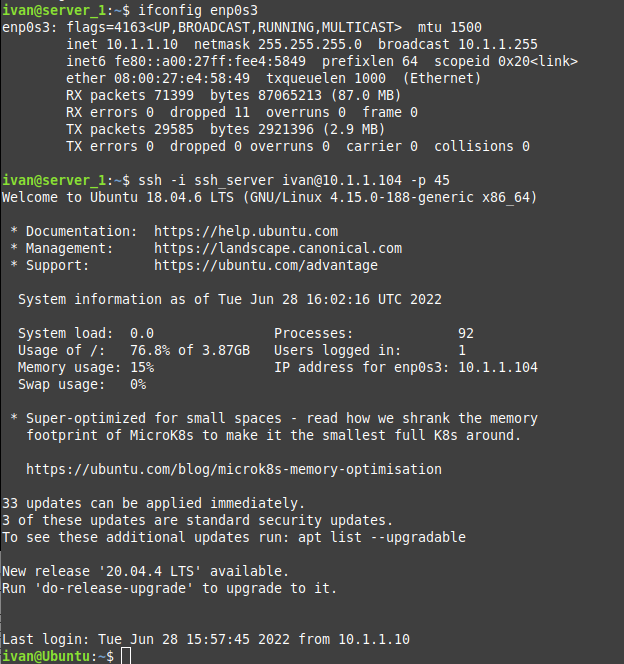 ivan@server_1:~$ ifconfig enp0s3
enp0s3: flags=4163<UP,BROADCAST,RUNNING,MULTICAST>  mtu 1500
        inet 10.1.1.10  netmask 255.255.255.0  broadcast 10.1.1.255
        inet6 fe80::a00:27ff:fee4:5849  prefixlen 64  scopeid 0x20<link>
        ether 08:00:27:e4:58:49  txqueuelen 1000  (Ethernet)
        RX packets 71399  bytes 87065213 (87.0 MB)
        RX errors 0  dropped 11  overruns 0  frame 0
        TX packets 29585  bytes 2921396 (2.9 MB)
        TX errors 0  dropped 0 overruns 0  carrier 0  collisions 0

ivan@server_1:~$ ssh -i ssh_server ivan@10.1.1.104 -p 45
Welcome to Ubuntu 18.04.6 LTS (GNU/Linux 4.15.0-188-generic x86_64)

 * Documentation:  https://help.ubuntu.com
 * Management:     https://landscape.canonical.com
 * Support:        https://ubuntu.com/advantage

  System information as of Tue Jun 28 16:02:16 UTC 2022

  System load:  0.0               Processes:             92
  Usage of /:   76.8% of 3.87GB   Users logged in:       1
  Memory usage: 15%               IP address for enp0s3: 10.1.1.104
  Swap usage:   0%

 * Super-optimized for small spaces - read how we shrank the memory
   footprint of MicroK8s to make it the smallest full K8s around.

   https://ubuntu.com/blog/microk8s-memory-optimisation

33 updates can be applied immediately.
3 of these updates are standard security updates.
To see these additional updates run: apt list --upgradable

New release '20.04.4 LTS' available.
Run 'do-release-upgrade' to upgrade to it.


Last login: Tue Jun 28 15:57:45 2022 from 10.1.1.10
ivan@Ubuntu:~$